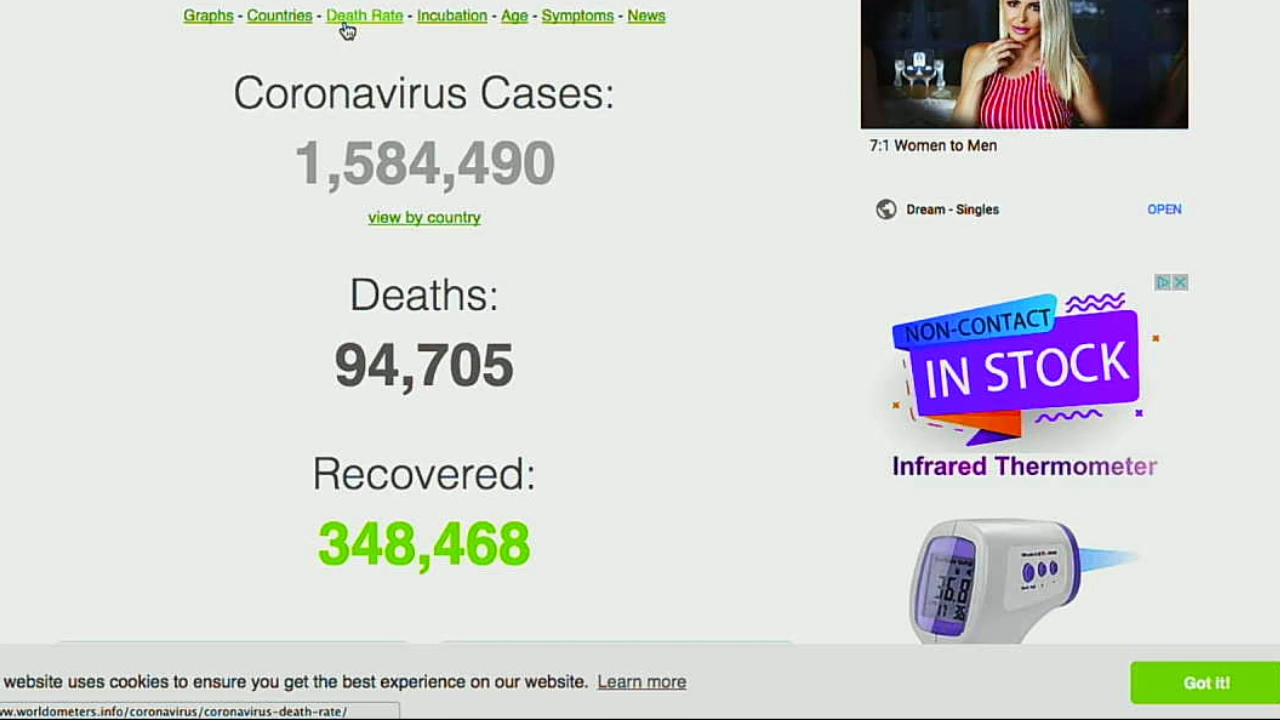 Graphs - Countries - Death Rate - Incubation - Age - Symptoms - News
Coronavirus Cases:
1,584,490
view by country
Deaths:
94,705
Recovered:
348,468
7:1 Women to Men
Dream - Singles
OPEN
NON-CONTACT
IN STOCK
Infrared Thermometer
website uses cookies to ensure you get the best experience on our website. Learn more
Got it!
w.worldometers.info/coronavirus/coronavirus-death-rate/